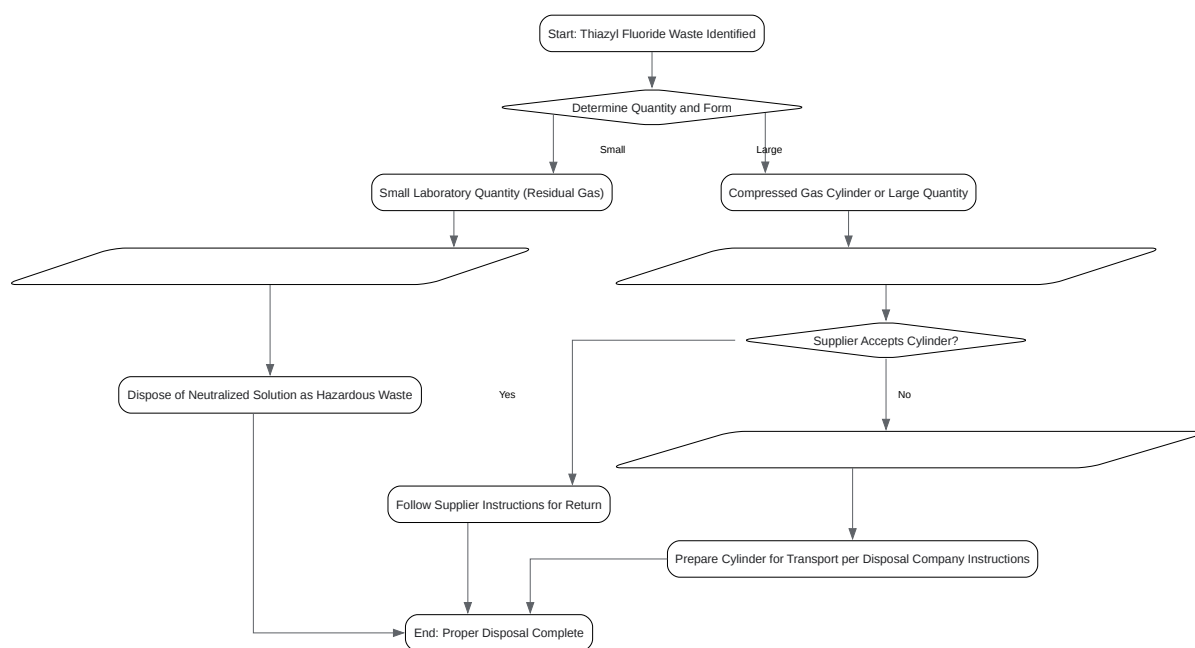 Start: Thiazyl Fluoride Waste Identified
Determine Quantity and Form
Small
Large
Small Laboratory Quantity (Residual Gas)
Compressed Gas Cylinder or Large Quantity
Supplier Accepts Cylinder?
Dispose of Neutralized Solution as Hazardous Waste
Yes
No
Follow Supplier Instructions for Return
Prepare Cylinder for Transport per Disposal Company Instructions
End: Proper Disposal Complete